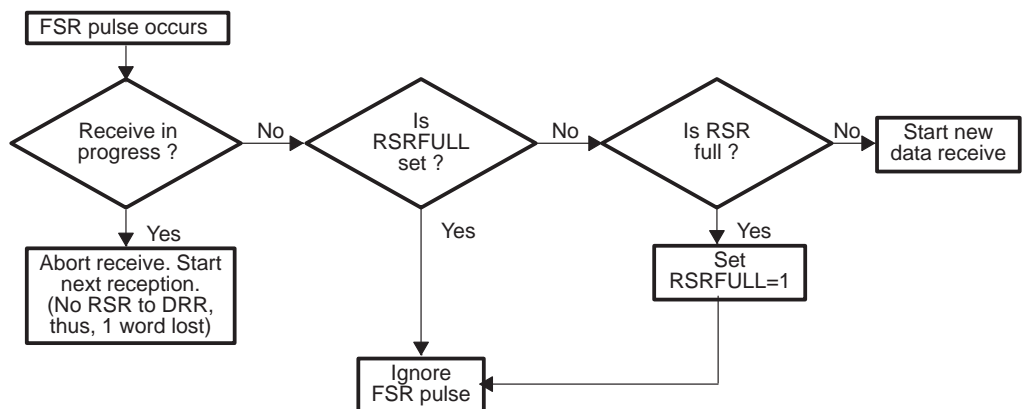 FSR pulse occurs
Receive in
progress ?
No
Is
RSRFULL
set ?
No
Is RSR
full ?
No
Start new
data receive
Yes
Abort receive. Start
next reception.
(No RSR to DRR,
thus, 1 word lost)
Yes
Yes
Set
RSRFULL=1
Ignore
FSR pulse